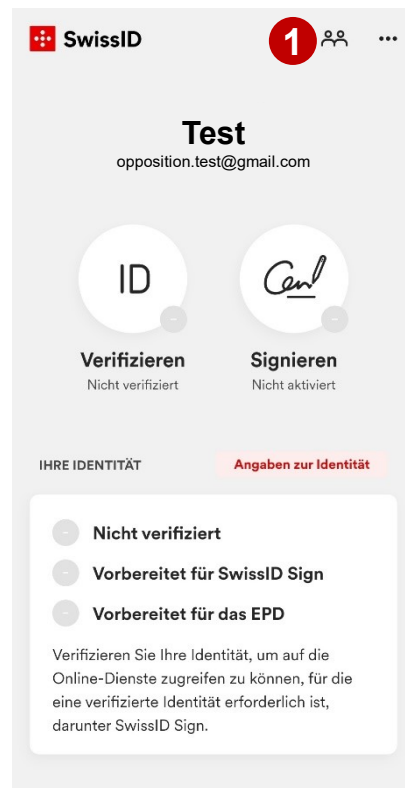 SwissID
1
Test
opposition.test@gmail.com
ID
Verifizieren
Nicht verifiziert
Signieren
Nicht aktiviert
IHRE IDENTITÄT
Angaben zur Identität
Nicht verifiziert
Vorbereitet für SwissID Sign
Vorbereitet für das EPD
Verifizieren Sie Ihre Identität, um auf die
Online-Dienste zugreifen zu können, für die
eine verifizierte Identität erforderlich ist,
darunter SwissID Sign.